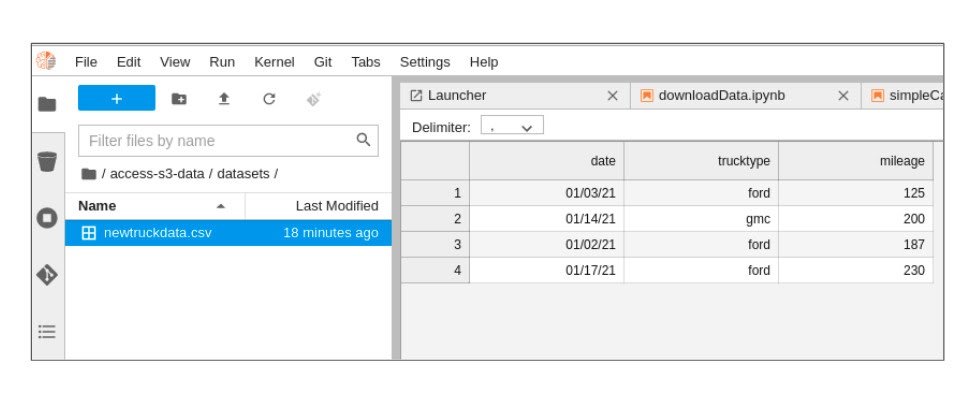 File Edit View Run Kernel Git Tabs Settings Help
+
Launcher downloadData.ipynb
Filter files by name
Delimiter: ,
/ access-s3-data / datasets /
Name Last Modified
newtruckdata.csv 18 minutes ago
date trucktype mileage
1 01/03/21 ford 125
2 01/14/21 gmc 200
3 01/02/21 ford 187
4 01/17/21 ford 230